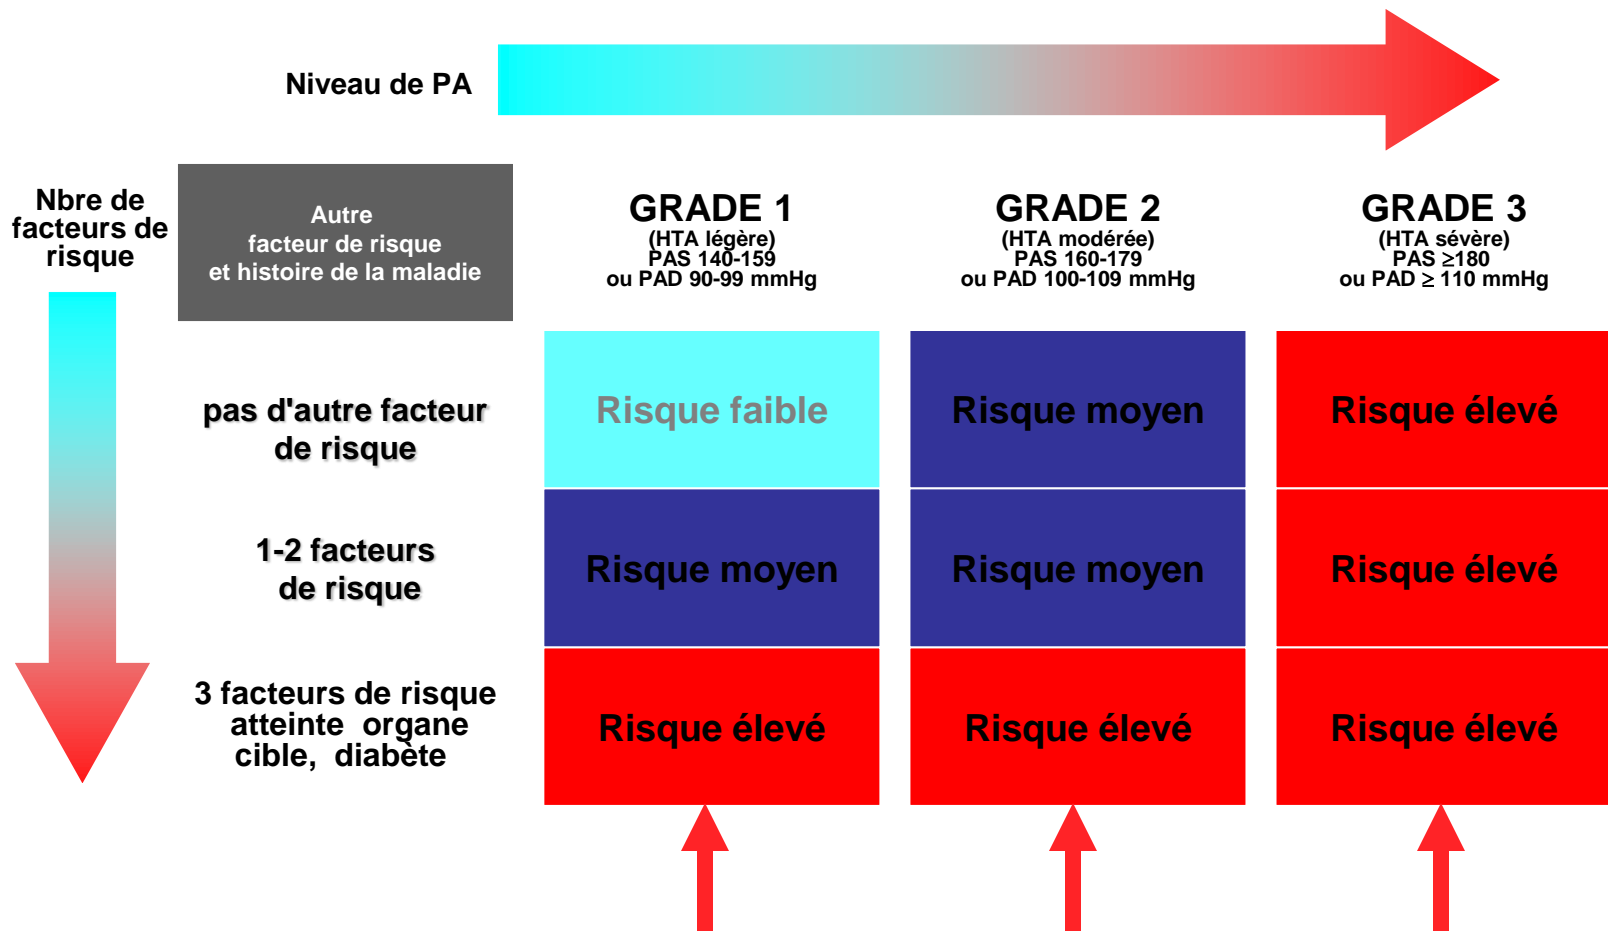 Niveau de PA
Nbre de
facteurs de
risque
Autre
facteur de risque
et histoire de la maladie
GRADE 1
(HTA légère)
PAS 140-159
ou PAD 90-99 mmHg
GRADE 2
(HTA modérée)
PAS 160-179
ou PAD 100-109 mmHg
GRADE 3
(HTA sévère)
PAS ≥180
ou PAD ≥ 110 mmHg
pas d'autre facteur
de risque
Risque faible
Risque moyen
Risque élevé
1-2 facteurs
de risque
Risque moyen
Risque moyen
Risque élevé
3 facteurs de risque
atteinte organe
cible, diabète
Risque élevé
Risque élevé
Risque élevé